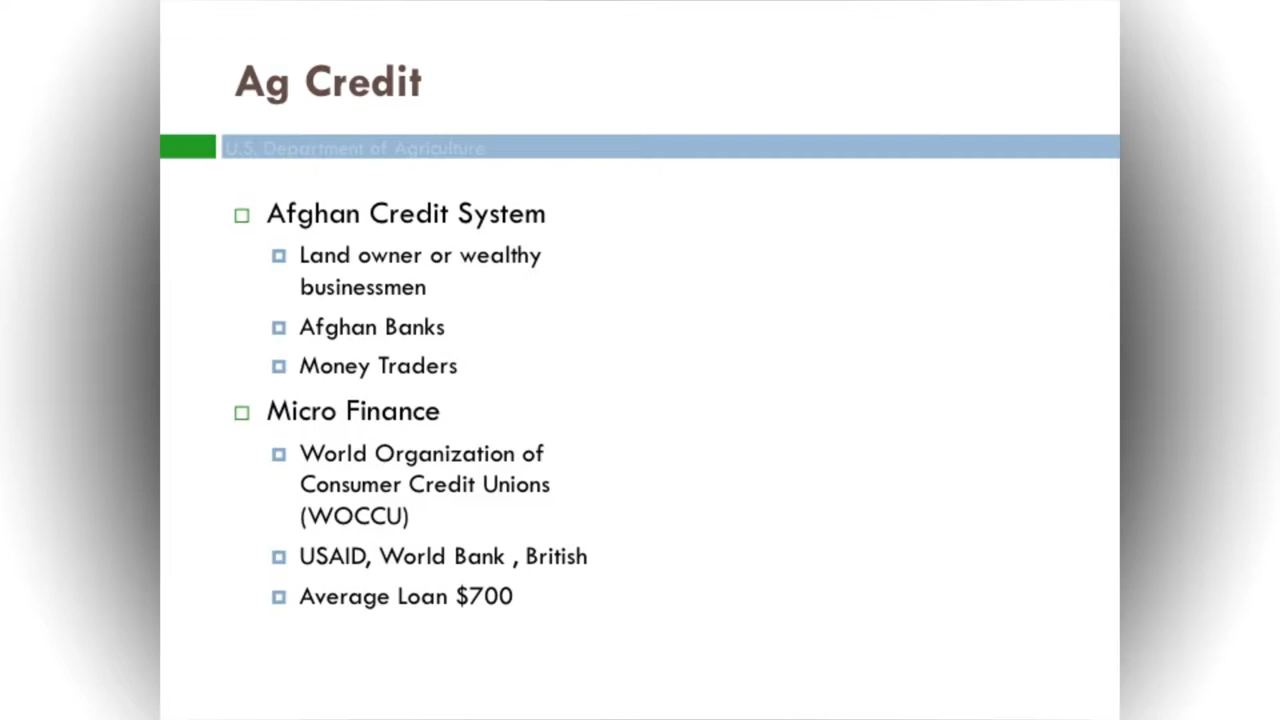 Ag Credit
U.S. Department of Agriculture
Afghan Credit System
Land owner or wealthy
businessmen
Afghan Banks
Money Traders
Micro Finance
World Organization of
Consumer Credit Unions
(WOCCU)
USAID, World Bank , British
Average Loan $700